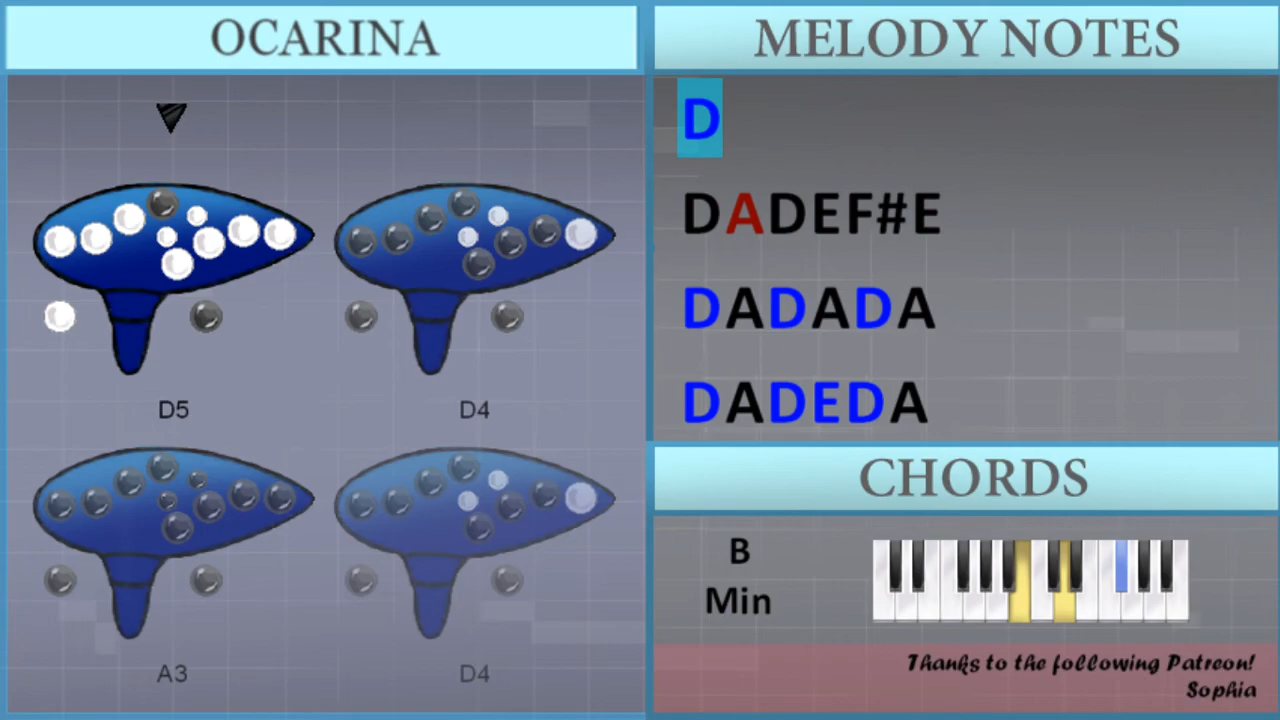 OCARINA
D5
D4
A3
D4
MELODY NOTES
D
DADEF#E
DADADA
DADEDA
CHORDS
B
Min
Thanks to the following Patreon!
Sophia